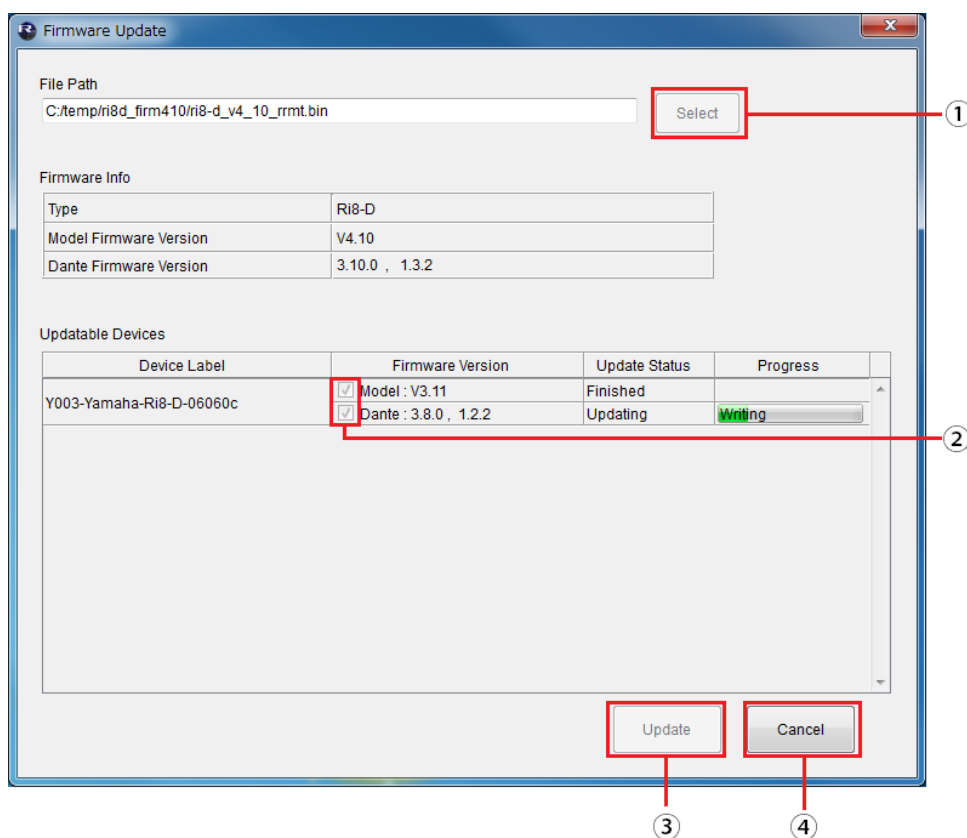 Firmware Update
File Path
C:/temp/ri8d_firm410/ri8-d_v4_10_rrmt.bin
Select
①
Firmware Info
Type Ri8-D
Model Firmware Version V4.10
Dante Firmware Version 3.10.0 , 1.3.2
Updatable Devices
Device Label Firmware Version Update Status Progress
Y003-Yamaha-Ri8-D-06060c
Model : V3.11 Finished
Dante : 3.8.0 , 1.2.2 Updating Writing
②
Update Cancel
③ ④